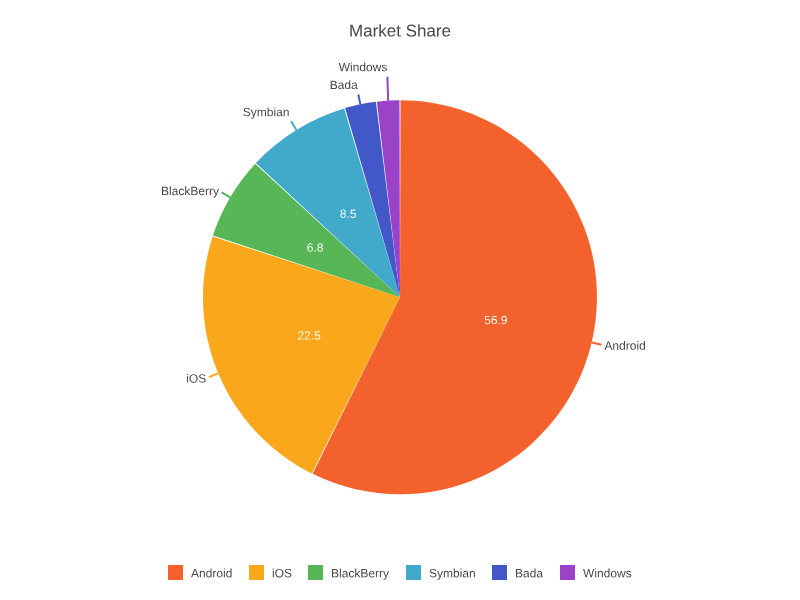 Market Share
Windows
Bada
Symbian
BlackBerry
8.5
6.8
56.9
22.5
Android
iOS
Android iOS BlackBerry Symbian Bada Windows